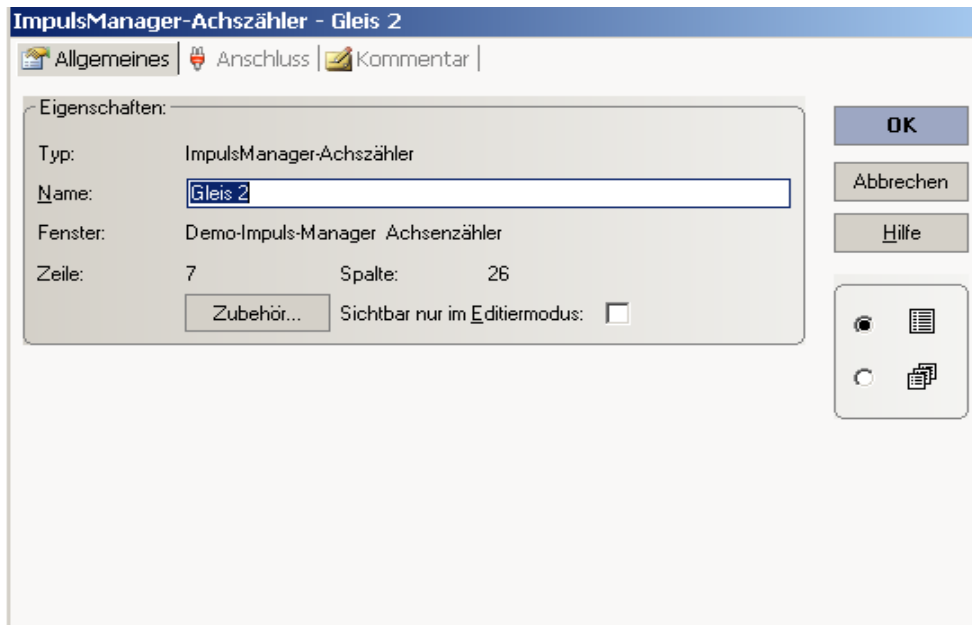 ImpulsManager-Achszähler - Gleis 2
Allgemeines Anschluss Kommentar
Eigenschaften:
Typ: ImpulsManager-Achszähler
Name: Gleis 2
Fenster: Demo-Impuls-Manager Achsenzähler
Zeile: 7 Spalte: 26
Zubehör... Sichtbar nur im Editiermodus:
OK
Abbrechen
Hilfe